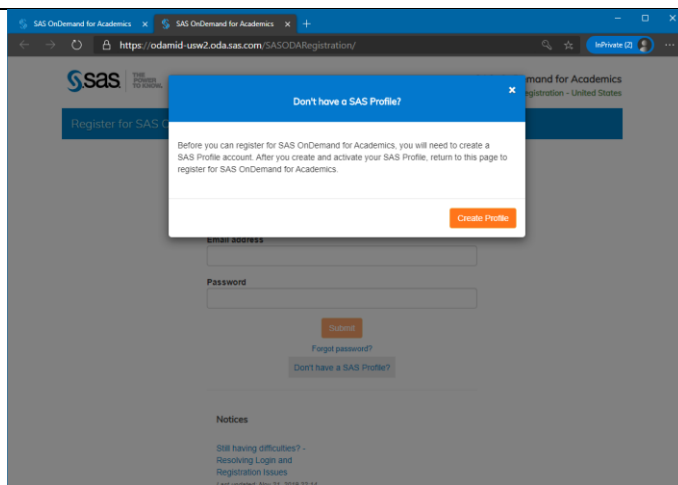 SAS OnDemand for Academics
SAS OnDemand for Academics
https://odamid-usw2.oda.sas.com/SASODARegistration/
InPrivate (2)
sas THE POWER TO KNOW.
mand for Academics
egistration - United States
Register for SAS O
Don't have a SAS Profile?
Before you can register for SAS OnDemand for Academics, you will need to create a
SAS Profile account. After you create and activate your SAS Profile, return to this page to
register for SAS OnDemand for Academics.
Create Profile
Email address
Password
Submit
Forgot password?
Don't have a SAS Profile?
Notices
Still having difficulties? -
Resolving Login and
Registration Issues
Last updated: Nov